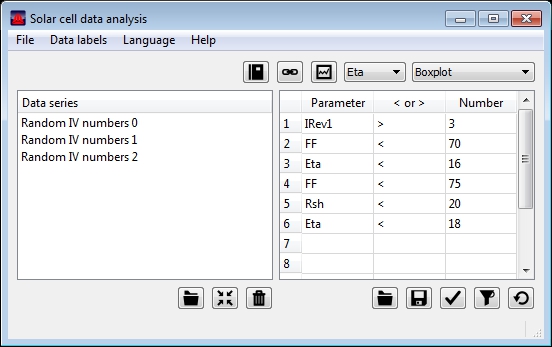 Solar cell data analysis
File Data labels Language Help
Eta Boxplot
Data series
Random IV numbers 0
Random IV numbers 1
Random IV numbers 2
Parameter < or > Number
1 IRev1 > 3
2 FF < 70
3 Eta < 16
4 FF < 75
5 Rsh < 20
6 Eta < 18
7
8